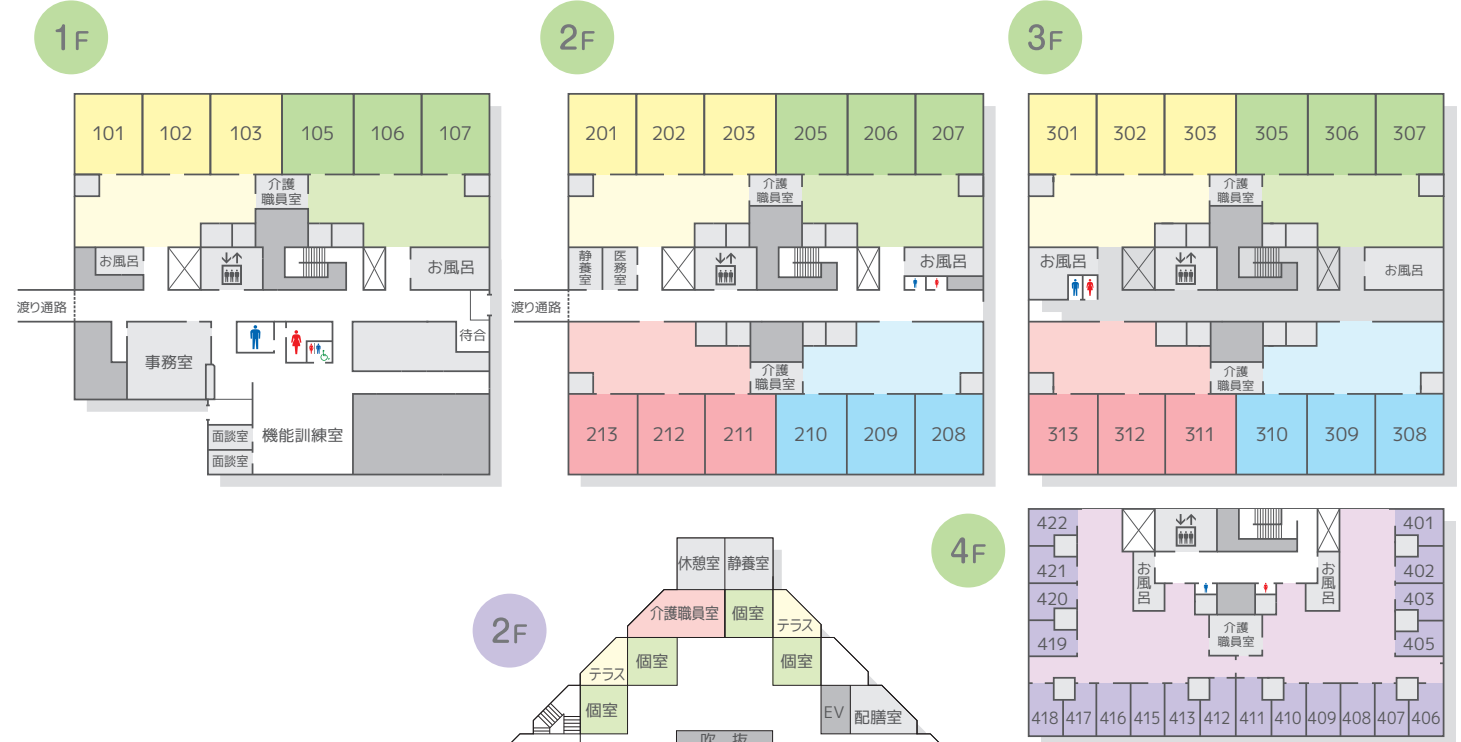 1F
101 102 103 105 106 107
介護
職員室
お風呂
お風呂
渡り通路
待合
事務室
面談室
面談室
機能訓練室
2F
201 202 203 205 206 207
介護
職員室
静養室
医務室
お風呂
渡り通路
介護
職員室
213 212 211 210 209 208
3F
301 302 303 305 306 307
介護
職員室
お風呂
お風呂
介護
職員室
313 312 311 310 309 308
4F
422
421
420
419
401
402
403
405
お風呂
お風呂
介護
職員室
418 417 416 415 413 412 411 410 409 408 407 406
2F
休憩室 静養室
介護職員室 個室 テラス
テラス 個室 個室
個室 EV 配膳室
吹 抜